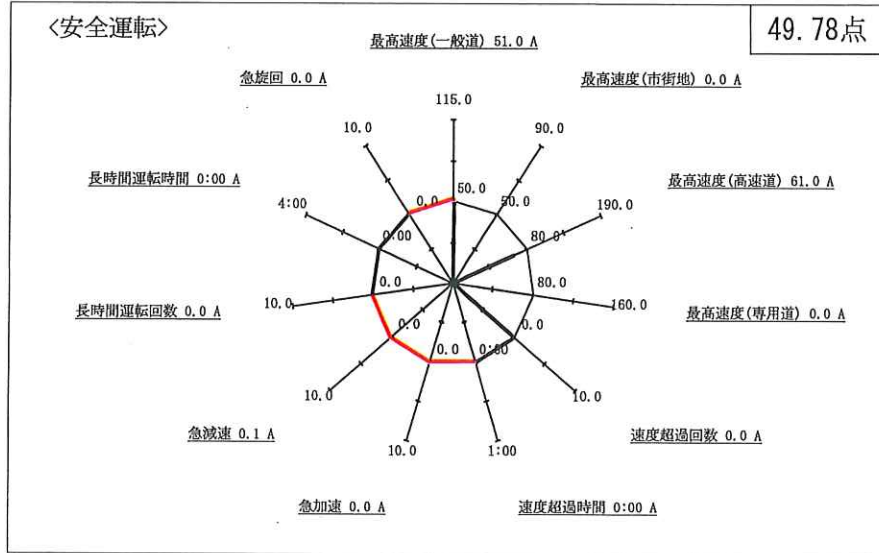 <安全運転>
49.78点
最高速度(一般道) 51.0 A
急旋回 0.0 A
最高速度(市街地) 0.0 A
115.0
10.0
90.0
長時間運転時間 0:00 A
最高速度(高速道) 61.0 A
4:00
190.0
0.0
50.0
50.0
0:00
80.0
0.0
80.0
10.0
160.0
長時間運転回数 0.0 A
最高速度(専用道) 0.0 A
0.0
0.0
0.0
0:00
10.0
10.0
急減速 0.1 A
速度超過回数 0.0 A
10.0
1:00
急加速 0.0 A
速度超過時間 0:00 A